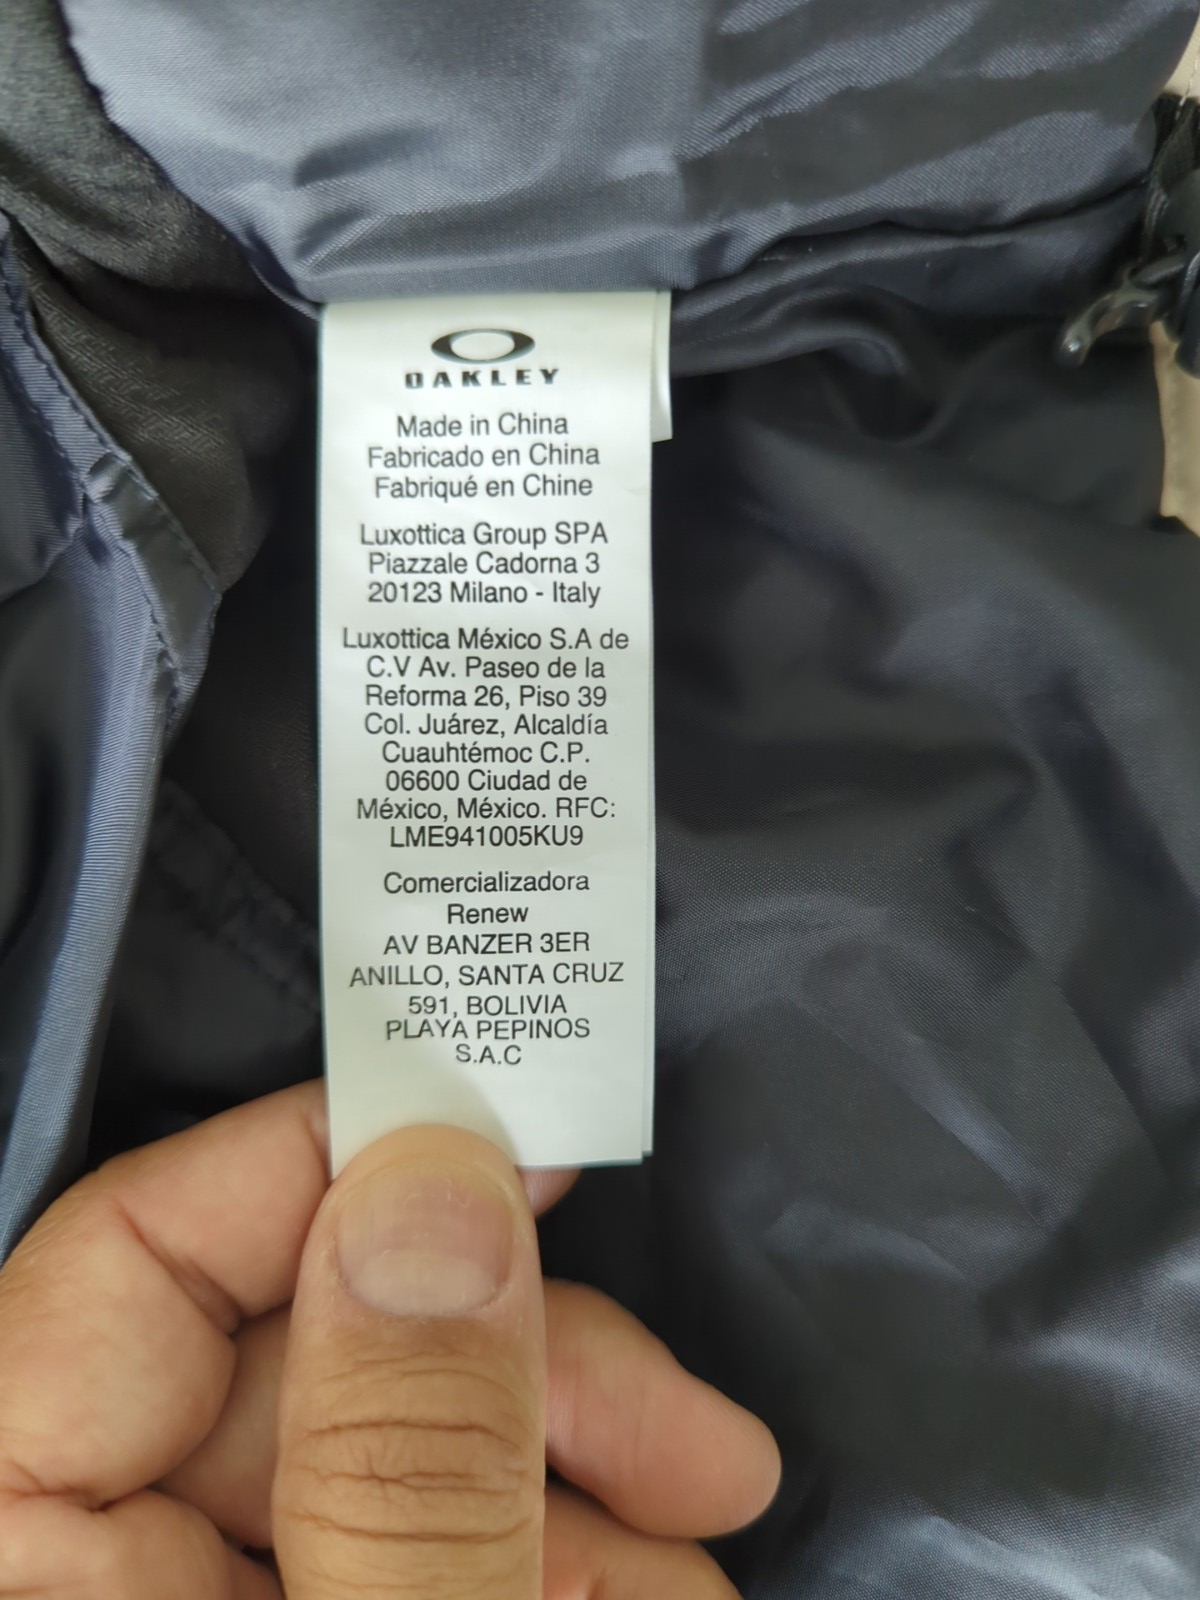 OAKLEY
Made in China
Fabricado en China
Fabriqué en Chine
Luxottica Group SPA
Piazzale Cadorna 3
20123 Milano - Italy
Luxottica México S.A de
C.V Av. Paseo de la
Reforma 26, Piso 39
Col. Juárez, Alcaldía
Cuauhtémoc C.P.
06600 Ciudad de
México, México. RFC:
LME941005KU9
Comercializadora
Renew
AV BANZER 3ER
ANILLO, SANTA CRUZ
591, BOLIVIA
PLAYA PEPINOS
S.A.C